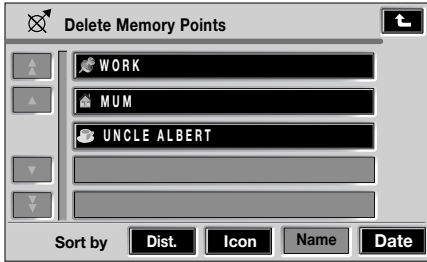 Delete Memory Points
WORK
MUM
UNCLE ALBERT
Sort by Dist. Icon Name Date